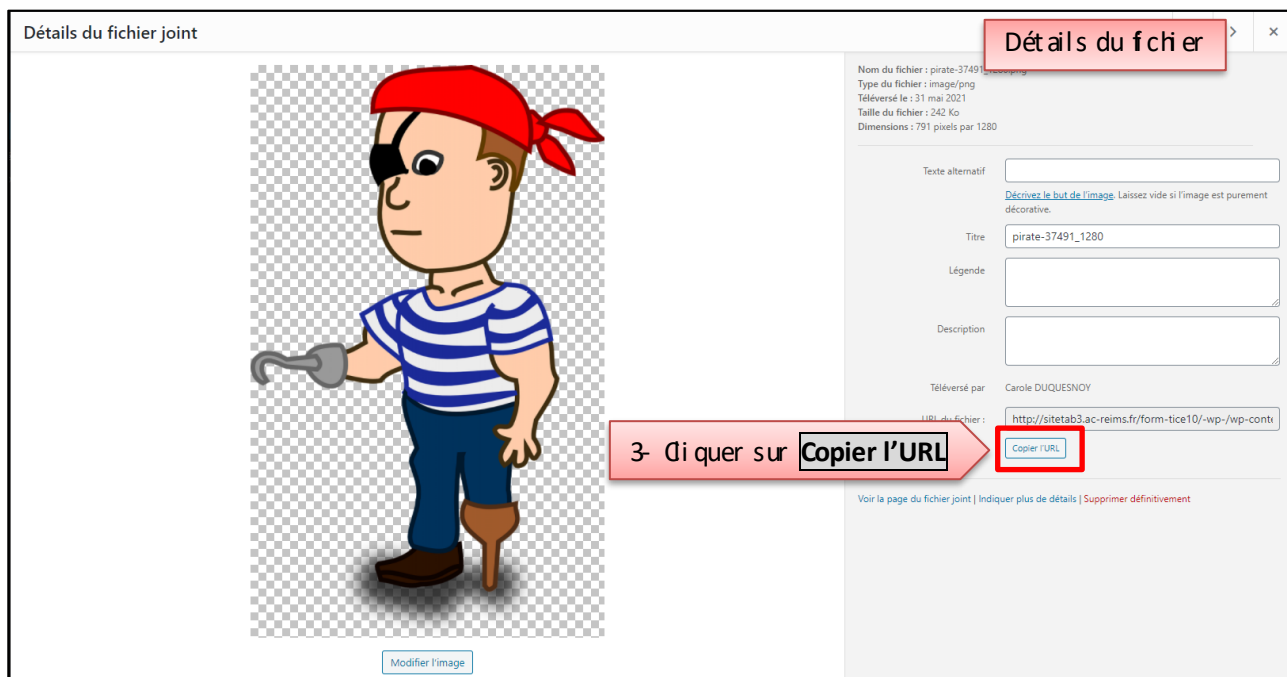 Détails du fichier joint
Détails du fichier
Nom du fichier : pirate-37491_1280.png
Type du fichier : image/png
Téléversé le : 31 mai 2021
Taille du fichier : 242 Ko
Dimensions : 791 pixels par 1280
Texte alternatif
Décrivez le but de l'image. Laissez vide si l'image est purement
décorative.
Titre pirate-37491_1280
Légende
Description
Téléversé par Carole DUQUESNOY
URL du fichier : http://sitetab3.ac-reims.fr/form-tice10/-wp-/wp-conte
3- Cliquer sur Copier l'URL
Copier l'URL
Voir la page du fichier joint | Indiquer plus de détails | Supprimer définitivement
Modifier l'image